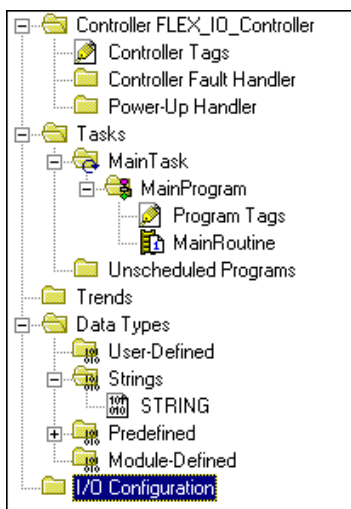 Controller FLEX_IO_Controller
Controller Tags
Controller Fault Handler
Power-Up Handler
Tasks
MainTask
MainProgram
Program Tags
MainRoutine
Unscheduled Programs
Trends
Data Types
User-Defined
Strings
STRING
Predefined
Module-Defined
I/O Configuration